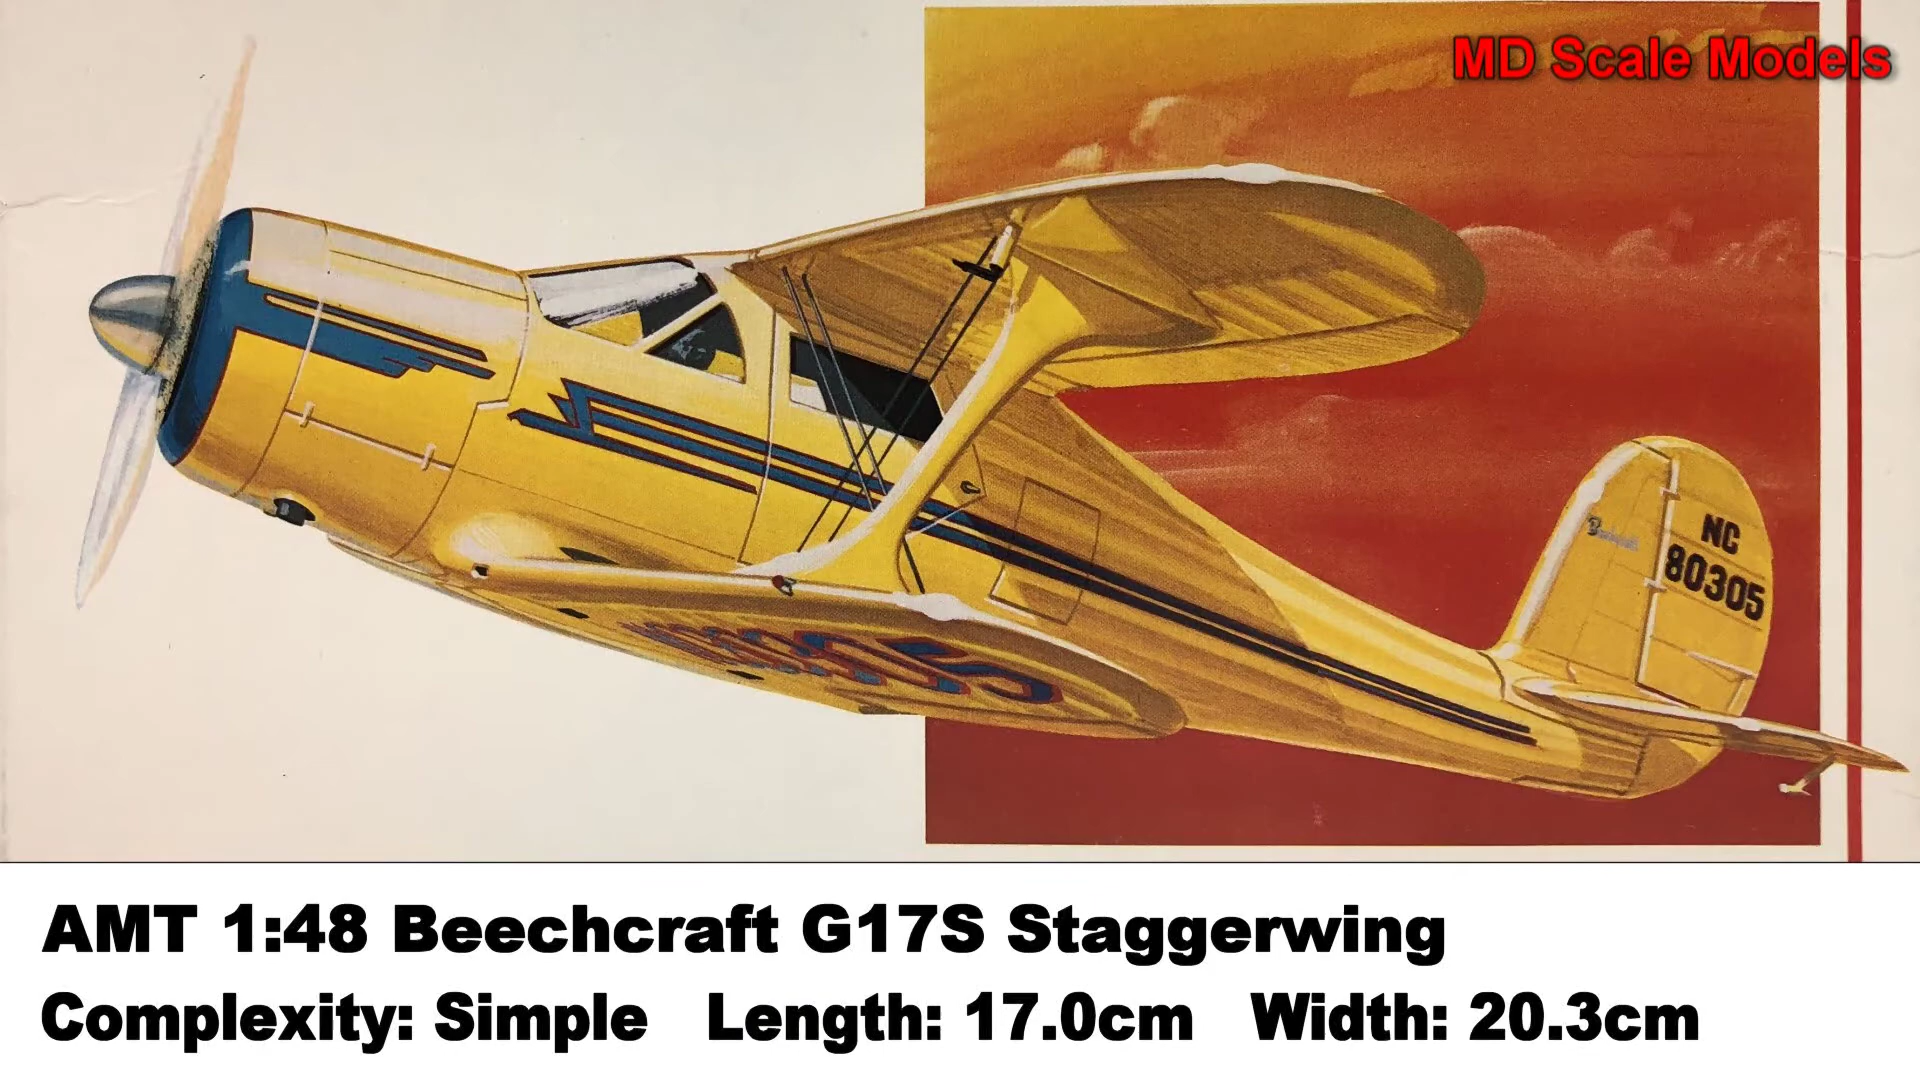 MD Scale Models
Beechcraft
NC
80305
AMT 1:48 Beechcraft G17S Staggerwing
Complexity: Simple   Length: 17.0cm   Width: 20.3cm